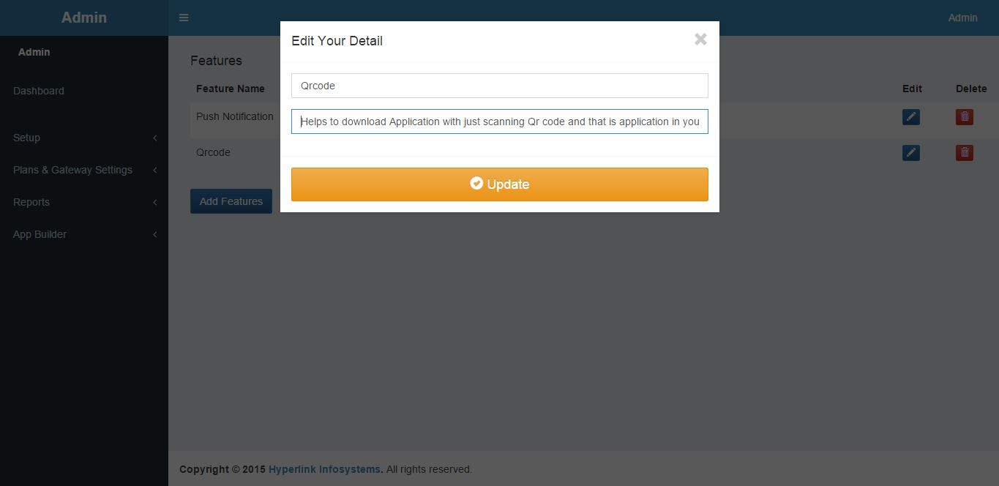 Admin
Admin
Edit Your Detail
Admin
Features
Qrcode
Feature Name
Edit
Delete
Dashboard
Push Notification
Helps to download Application with just scanning Qr code and that is application in you
Setup
Qrcode
Plans & Gateway Settings
Update
Reports
Add Features
App Builder
Copyright © 2015 Hyperlink Infosystems. All rights reserved.